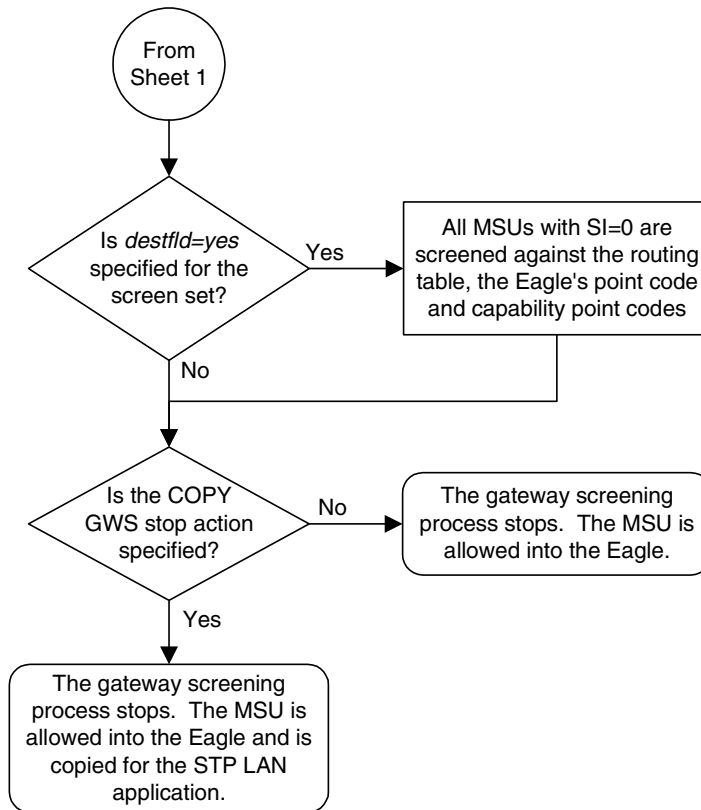 From
Sheet 1
Is destfld=yes
specified for the
screen set?
Yes
All MSUs with SI=0 are
screened against the routing
table, the Eagle's point code
and capability point codes
No
Is the COPY
GWS stop action
specified?
No
The gateway screening
process stops.  The MSU is
allowed into the Eagle.
Yes
The gateway screening
process stops.  The MSU is
allowed into the Eagle and is
copied for the STP LAN
application.